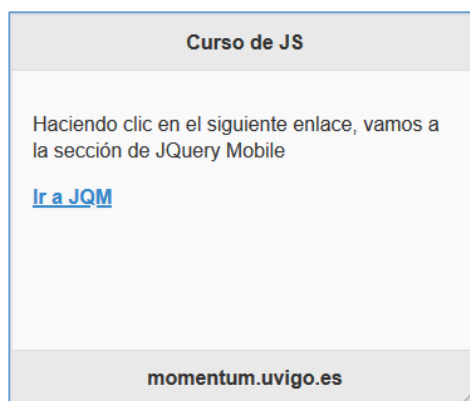 Curso de JS
Haciendo clic en el siguiente enlace, vamos a
la sección de JQuery Mobile
Ir a JQM
momentum.uvigo.es